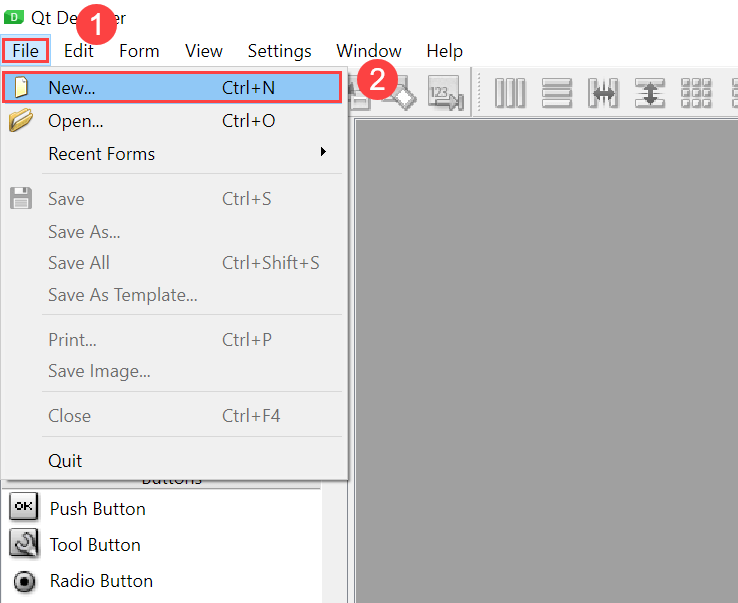 Qt De
1
File Edit Form View Settings Window Help
New... Ctrl+N
2
Open... Ctrl+O
Recent Forms
Save Ctrl+S
Save As...
Save All Ctrl+Shift+S
Save As Template...
Print... Ctrl+P
Save Image...
Close Ctrl+F4
Quit
Buttons
OK Push Button
Tool Button
Radio Button
123